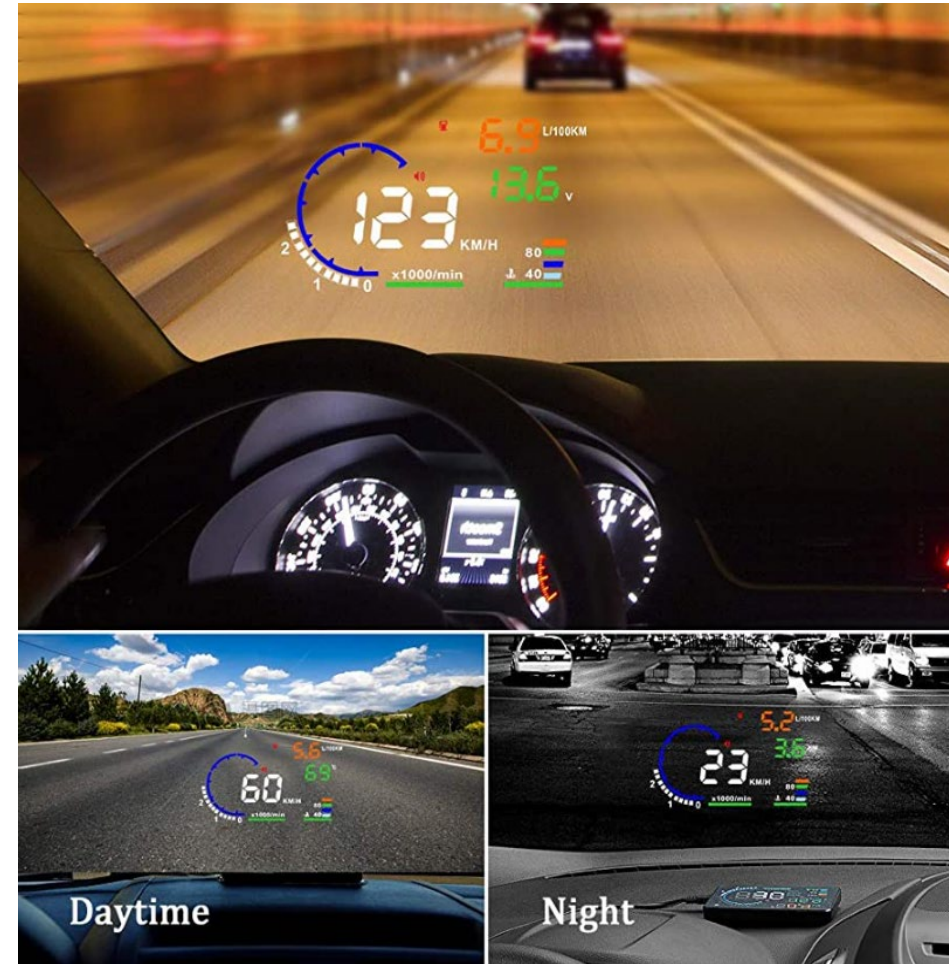 6.9 L/100KM
13.6 V
123 KM/H
80
2
x1000/min 40
1 0
5.6 L/100KM
69
60 KM/H
2 80
x1000/min 40
1 0
Daytime
5.2 L/100KM
3.6
23 KM/H
2 80
x1000/min 40
1 0
Night